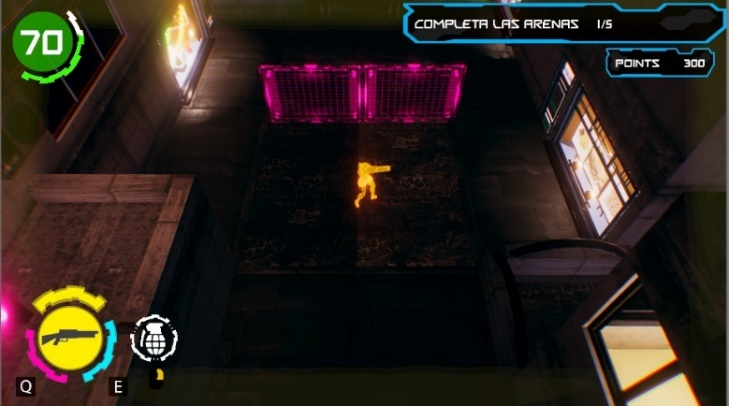 70
COMPLETA LAS ARENAS 1/5
POINTS 300
Q E